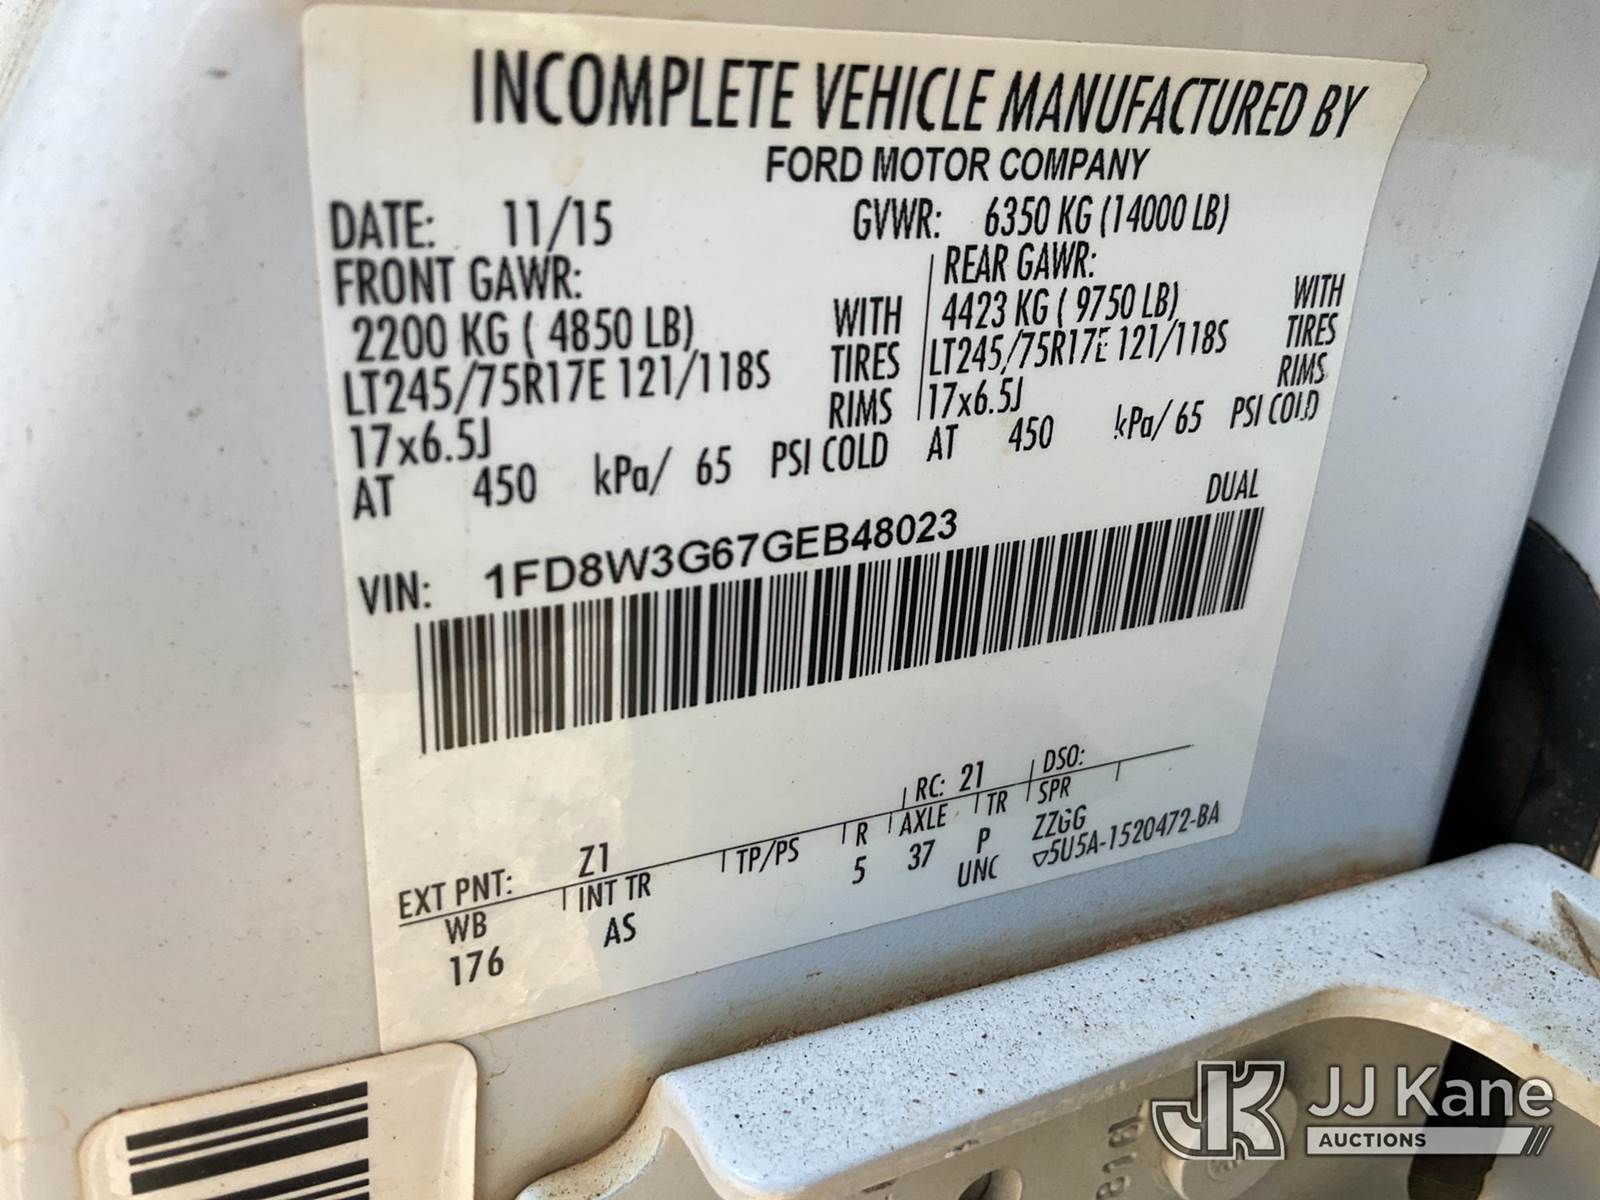 INCOMPLETE VEHICLE MANUFACTURED BY
FORD MOTOR COMPANY
DATE: 11/15 GVWR: 6350 KG (14000 LB)
FRONT GAWR: REAR GAWR:
2200 KG ( 4850 LB) WITH 4423 KG ( 9750 LB) WITH
LT245/75R17E 121/118S TIRES LT245/75R17E 121/118S TIRES
17x6.5J RIMS 17x6.5J RIMS
AT 450 kPa/ 65 PSI COLD AT 450 kPa/ 65 PSI COLD
DUAL
VIN: 1FD8W3G67GEB48023
EXT PNT: Z1 RC: 21 DSO:
WB INT TR TP/PS R AXLE TR SPR
176 AS 5 37 P ZZGG
UNC ▽5U5A-1520472-BA
JK JJ Kane
AUCTIONS